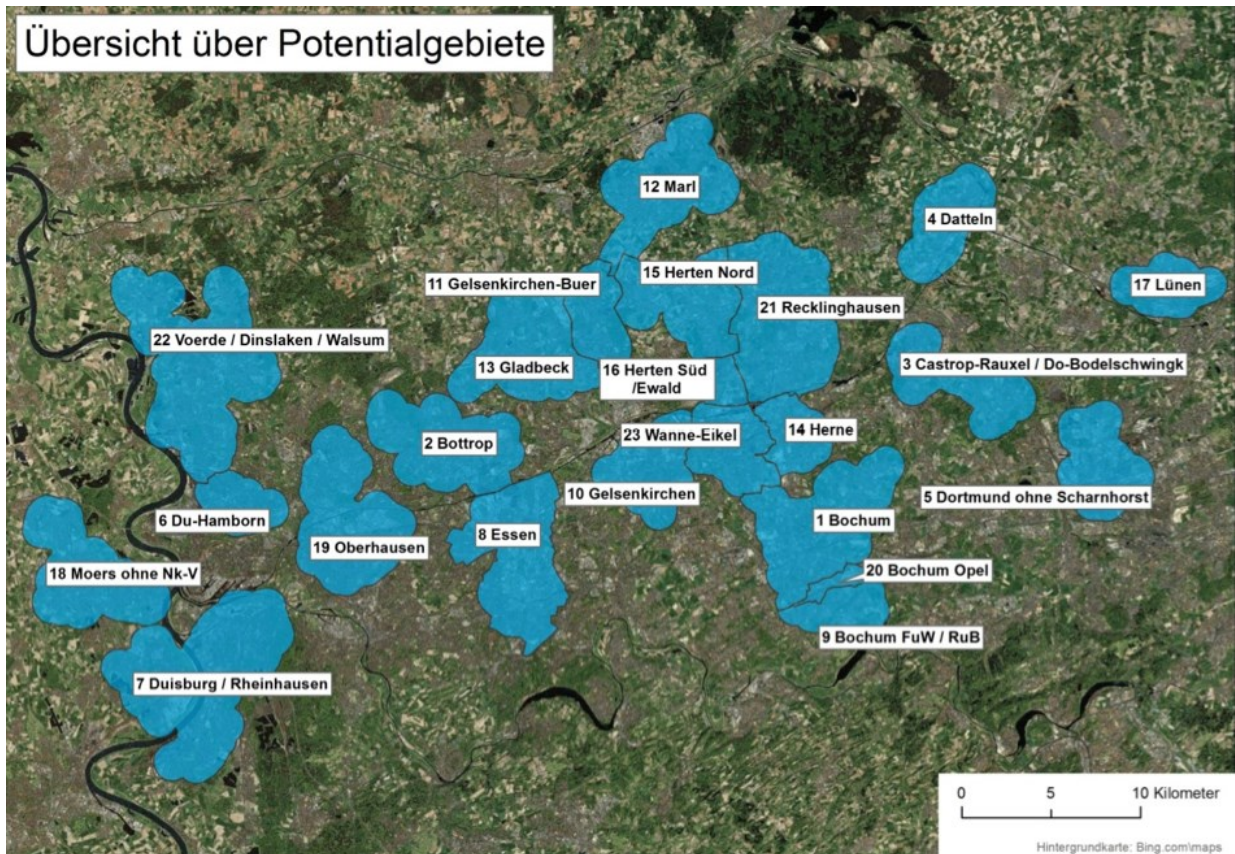 Übersicht über Potentialgebiete
12 Marl
4 Datteln
15 Herten Nord
11 Gelsenkirchen-Buer
17 Lünen
21 Recklinghausen
22 Voerde / Dinslaken / Walsum
13 Gladbeck
16 Herten Süd
/Ewald
3 Castrop-Rauxel / Do-Bodelschwingk
2 Bottrop
23 Wanne-Eikel
14 Herne
10 Gelsenkirchen
5 Dortmund ohne Scharnhorst
6 Du-Hamborn
1 Bochum
8 Essen
19 Oberhausen
18 Moers ohne Nk-V
20 Bochum Opel
9 Bochum FuW / RuB
7 Duisburg / Rheinhausen
0 5 10 Kilometer
Hintergrundkarte: Bing.com\maps